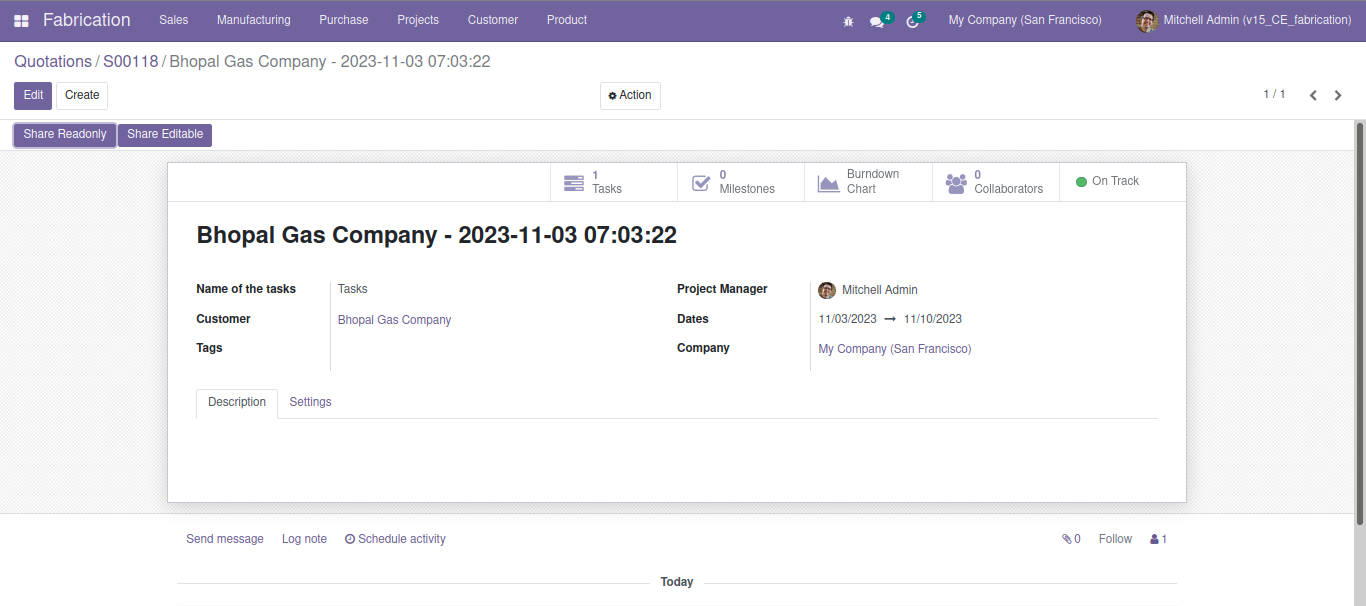 Fabrication Sales Manufacturing Purchase Projects Customer Product 4 5 My Company (San Francisco) Mitchell Admin (v15_CE_fabrication)
Quotations / S00118 / Bhopal Gas Company - 2023-11-03 07:03:22
Edit Create Action 1 / 1
Share Readonly Share Editable
1 Tasks
0 Milestones
Burndown Chart
0 Collaborators
On Track
Bhopal Gas Company - 2023-11-03 07:03:22
Name of the tasks Tasks
Customer Bhopal Gas Company
Tags
Project Manager Mitchell Admin
Dates 11/03/2023 → 11/10/2023
Company My Company (San Francisco)
Description Settings
Send message Log note Schedule activity 0 Follow 1
Today